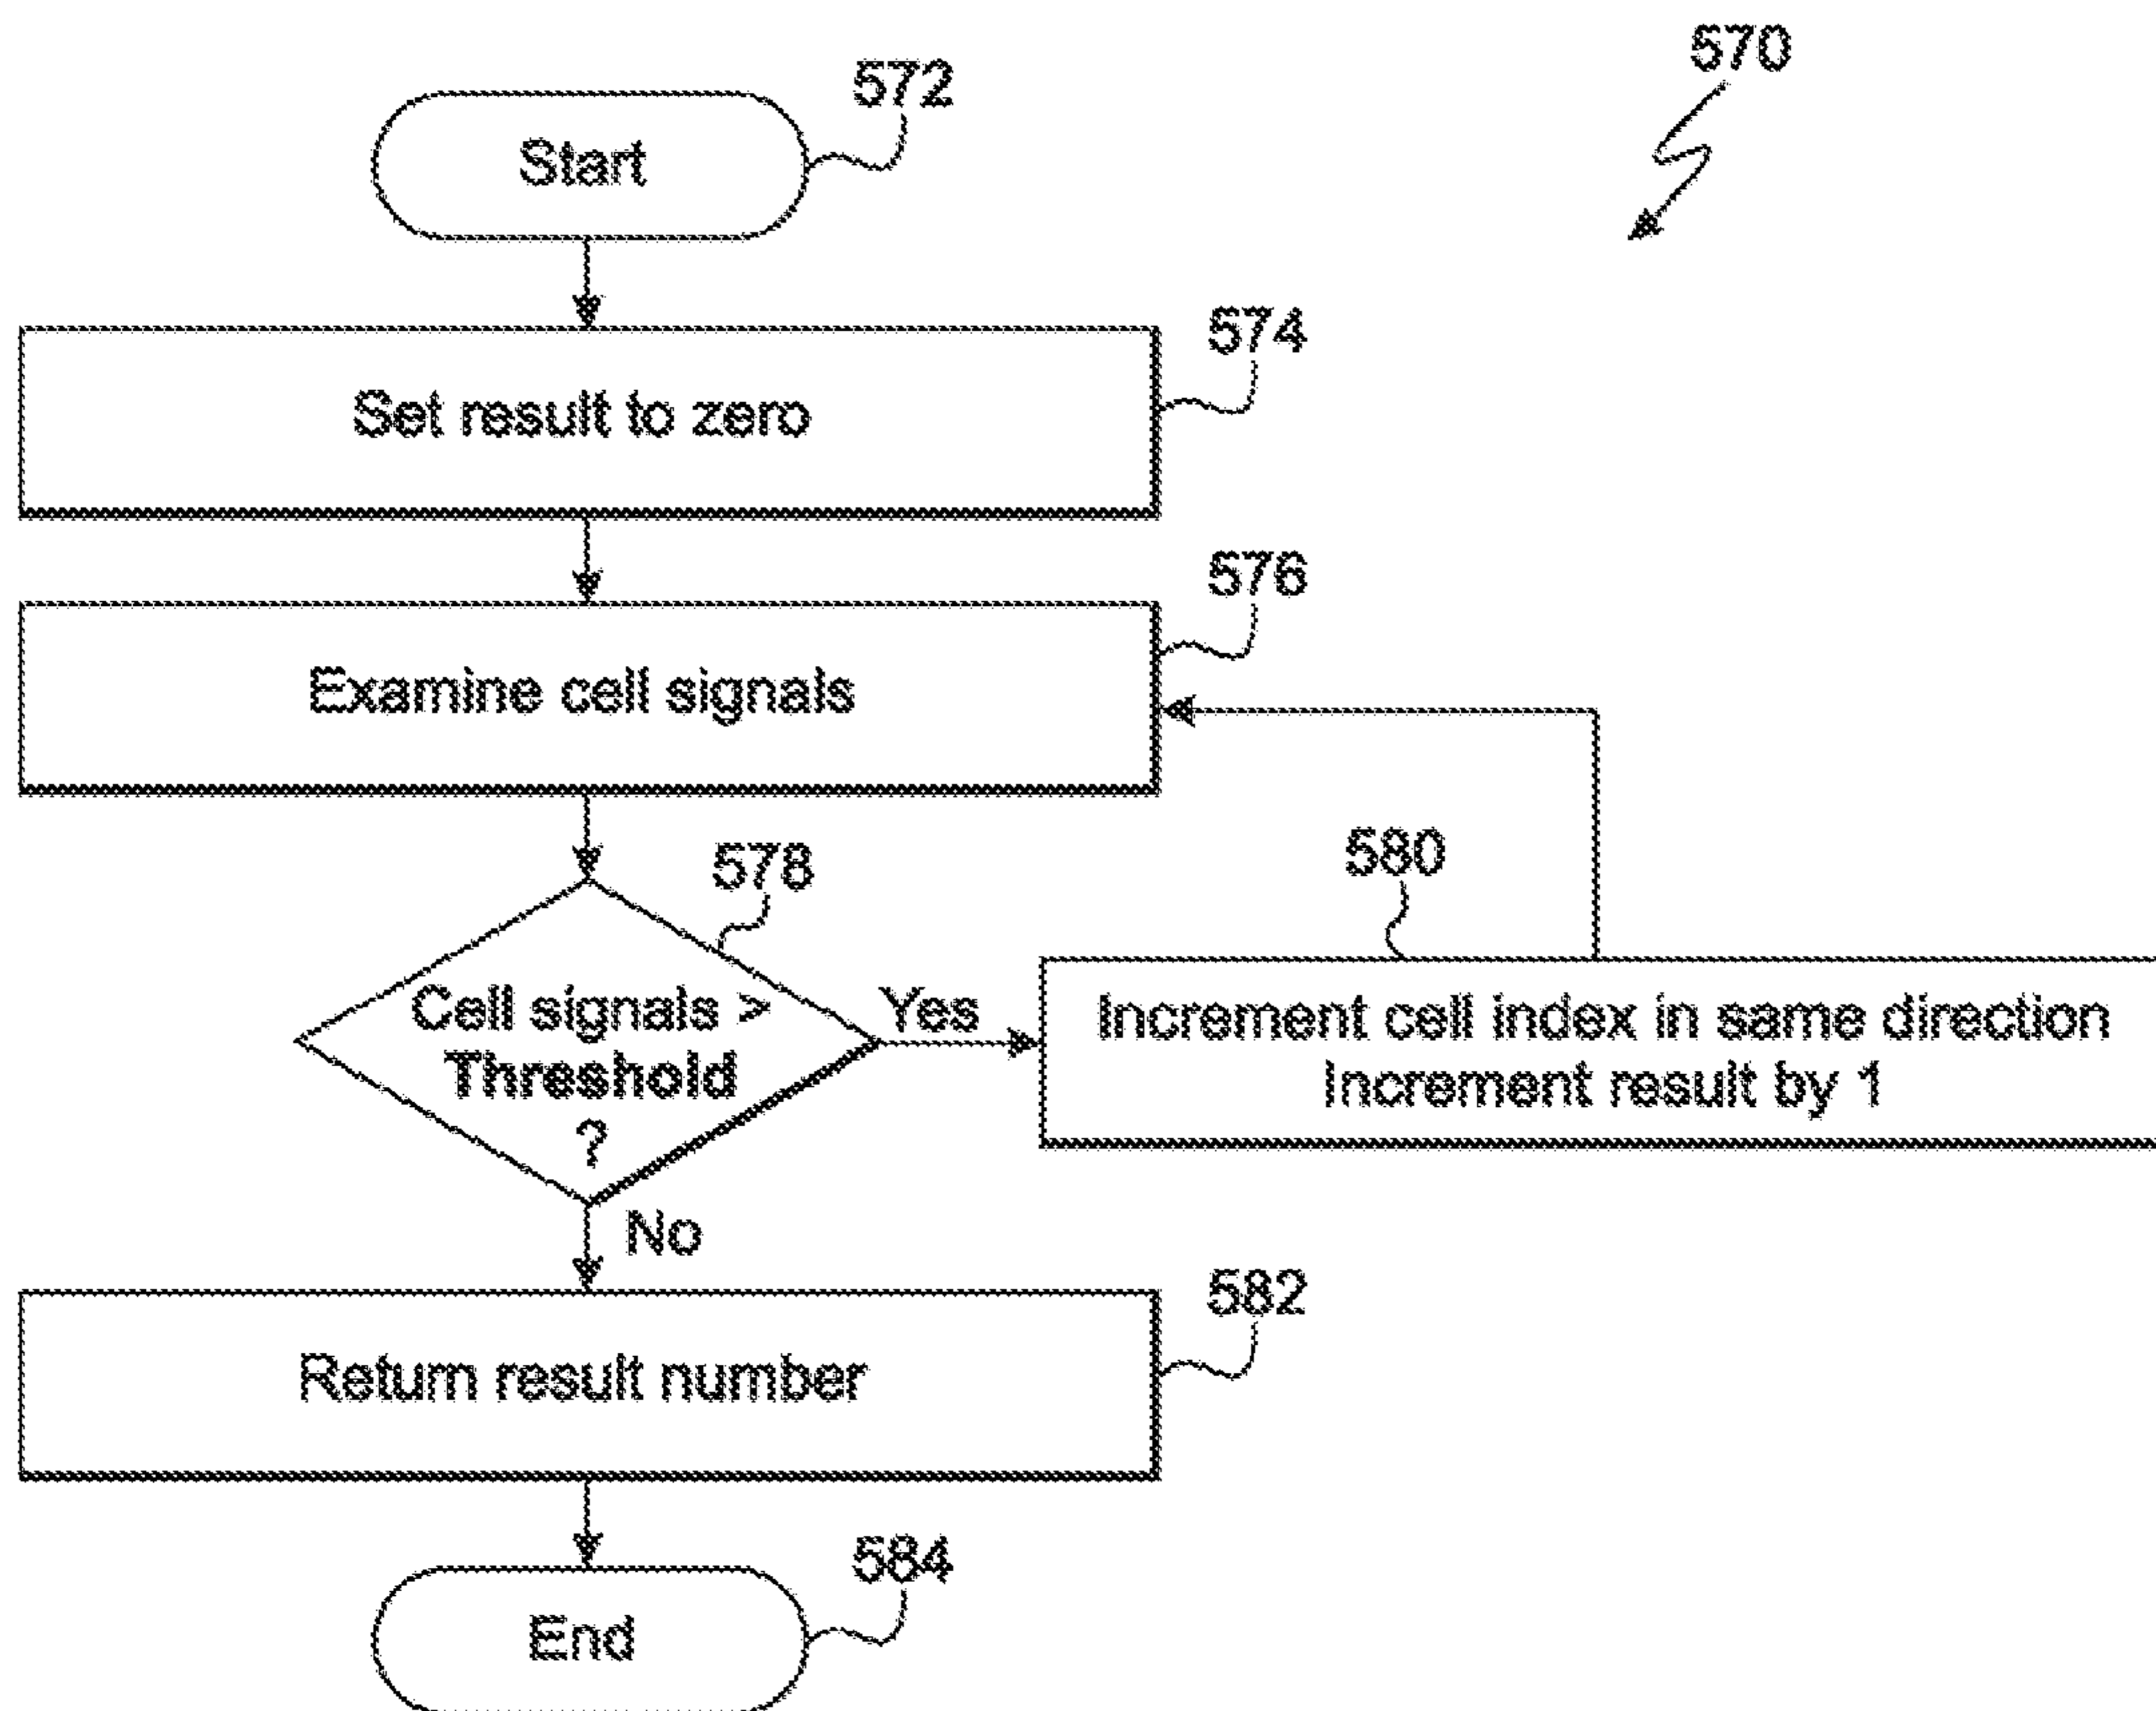 570
572
Start
574
Set result to zero
576
Examine cell signals
578
Cell signals >
Threshold
?
Yes
580
Increment cell index in same direction
Increment result by 1
No
582
Return result number
584
End